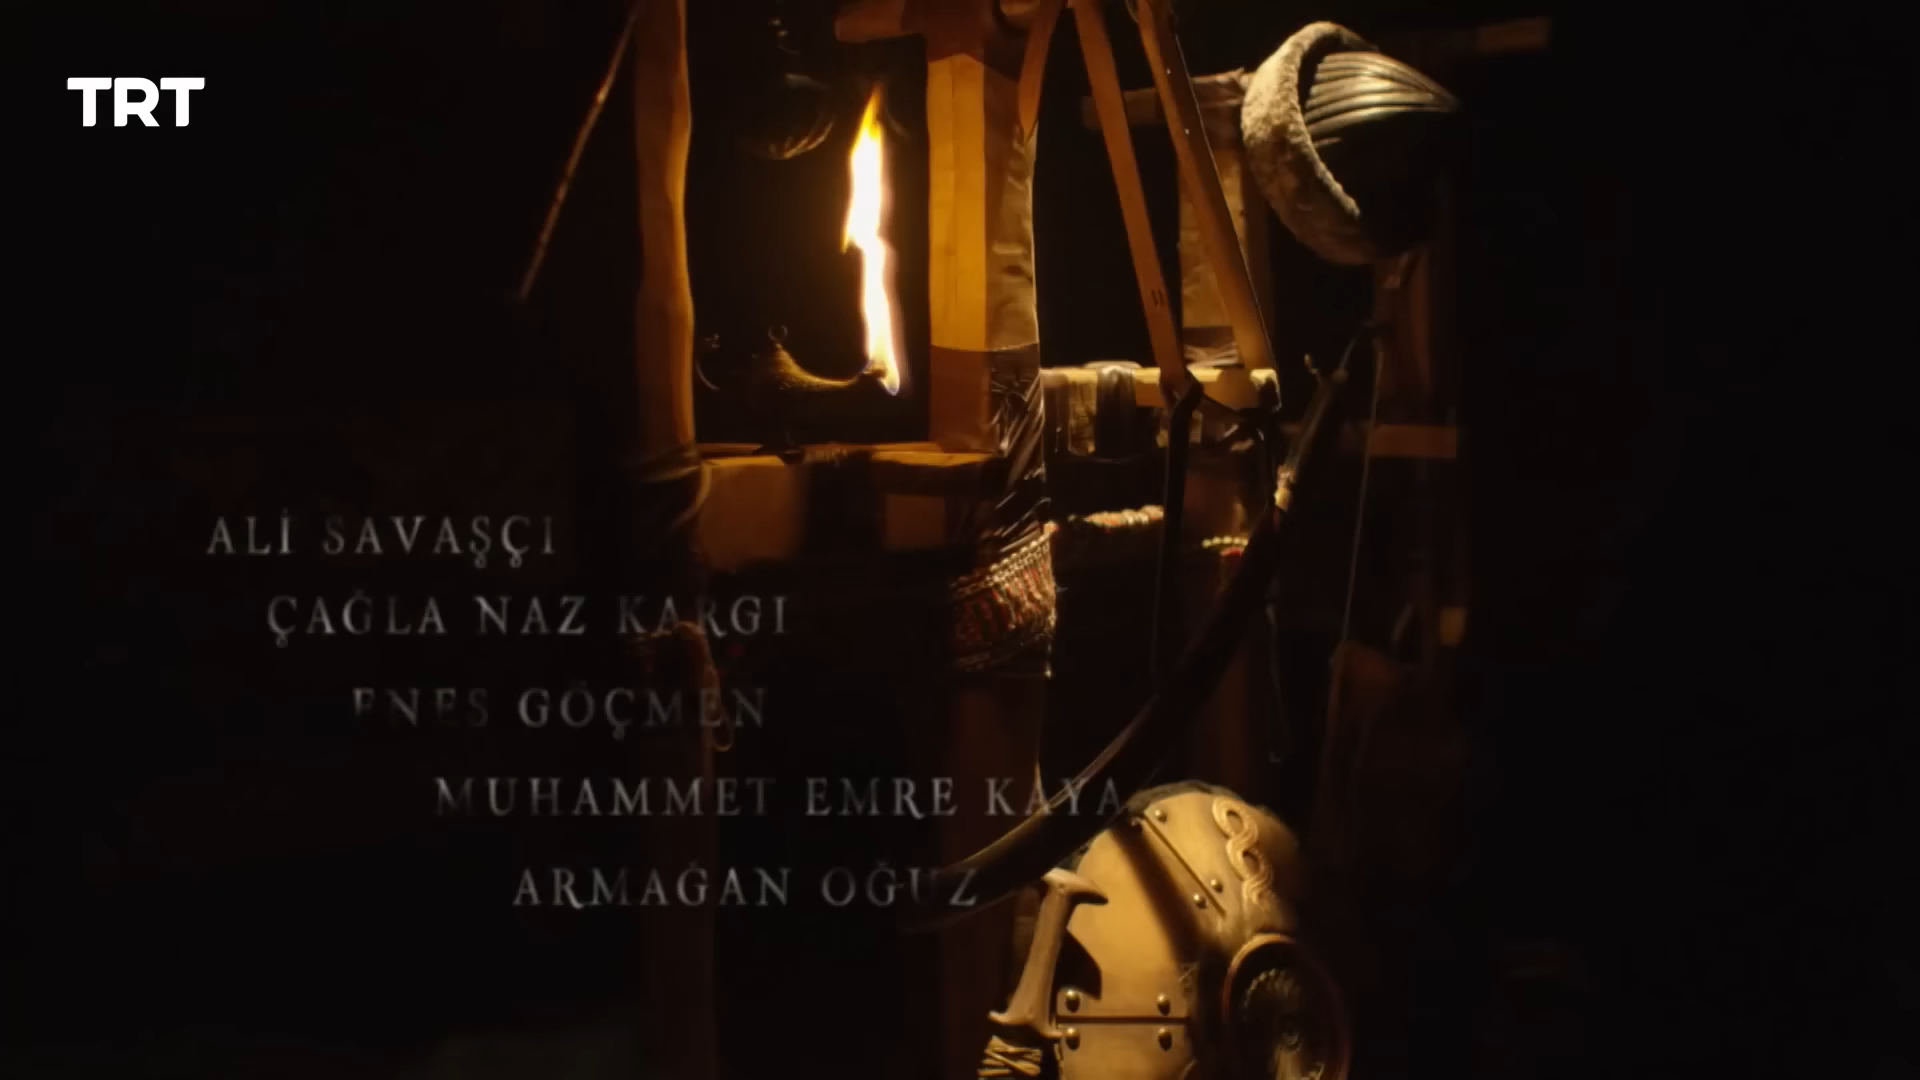 TRT
ALİ SAVAŞÇI
ÇAĞLA NAZ KARGI
ENES GÖÇMEN
MUHAMMET EMRE KAYA
ARMAĞAN OĞUZ